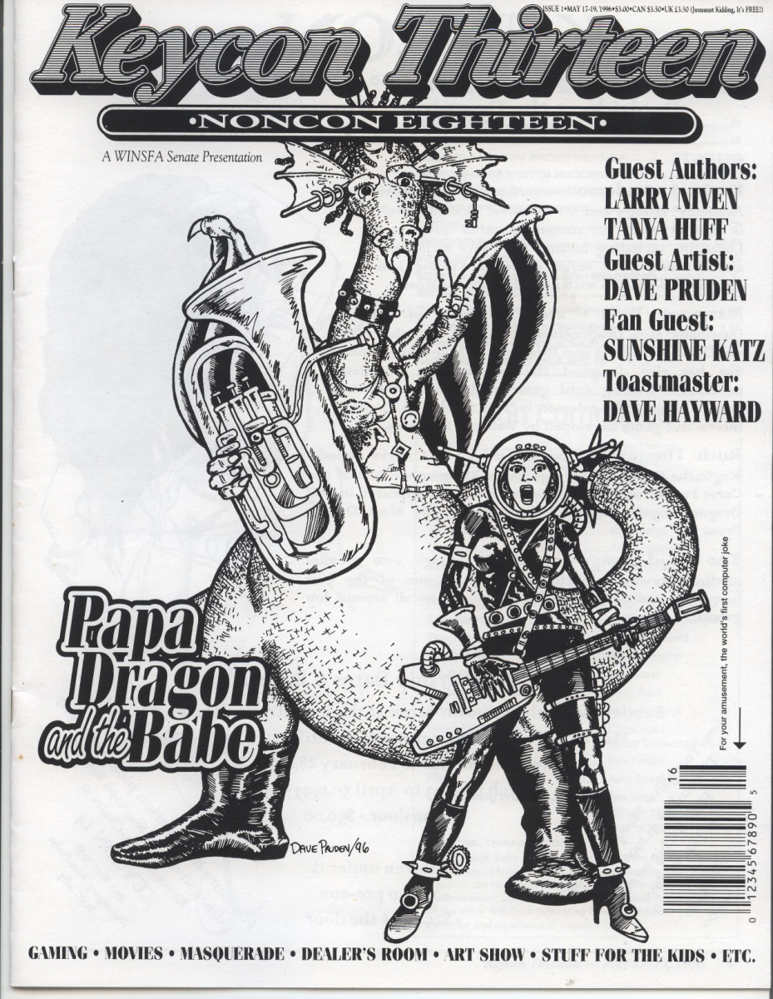 ISSUE 1•MAY 17-19, 1996•$3.00•CAN $3.50•UK £3.50 (Juuuuust Kidding, It's FREE!)
Keycon Thirteen
•NONCON EIGHTEEN•
A WINSFA Senate Presentation
Guest Authors:
LARRY NIVEN
TANYA HUFF
Guest Artist:
DAVE PRUDEN
Fan Guest:
SUNSHINE KATZ
Toastmaster:
DAVE HAYWARD
Papa
Dragon
and the Babe
For your amusement, the world's first computer joke
16
0 12345 67890 5
DAVE PRUDEN/96
GAMING • MOVIES • MASQUERADE • DEALER'S ROOM • ART SHOW • STUFF FOR THE KIDS • ETC.